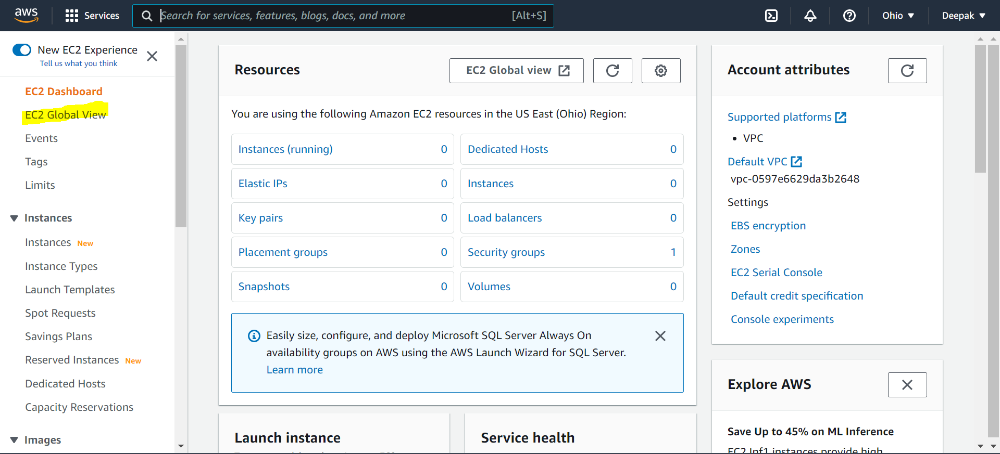 aws
Services
Search for services, features, blogs, docs, and more
[Alt+S]
Ohio
Deepak
New EC2 Experience
Tell us what you think
EC2 Dashboard
EC2 Global View
Events
Tags
Limits
Instances
Instances New
Instance Types
Launch Templates
Spot Requests
Savings Plans
Reserved Instances New
Dedicated Hosts
Capacity Reservations
Images
Resources
EC2 Global view
You are using the following Amazon EC2 resources in the US East (Ohio) Region:
Instances (running) 0
Dedicated Hosts 0
Elastic IPs 0
Instances 0
Key pairs 0
Load balancers 0
Placement groups 0
Security groups 1
Snapshots 0
Volumes 0
Easily size, configure, and deploy Microsoft SQL Server Always On
availability groups on AWS using the AWS Launch Wizard for SQL Server.
Learn more
Launch instance
Service health
Account attributes
Supported platforms
• VPC
Default VPC
vpc-0597e6629da3b2648
Settings
EBS encryption
Zones
EC2 Serial Console
Default credit specification
Console experiments
Explore AWS
Save Up to 45% on ML Inference
EC2 Inf1 instances provide high